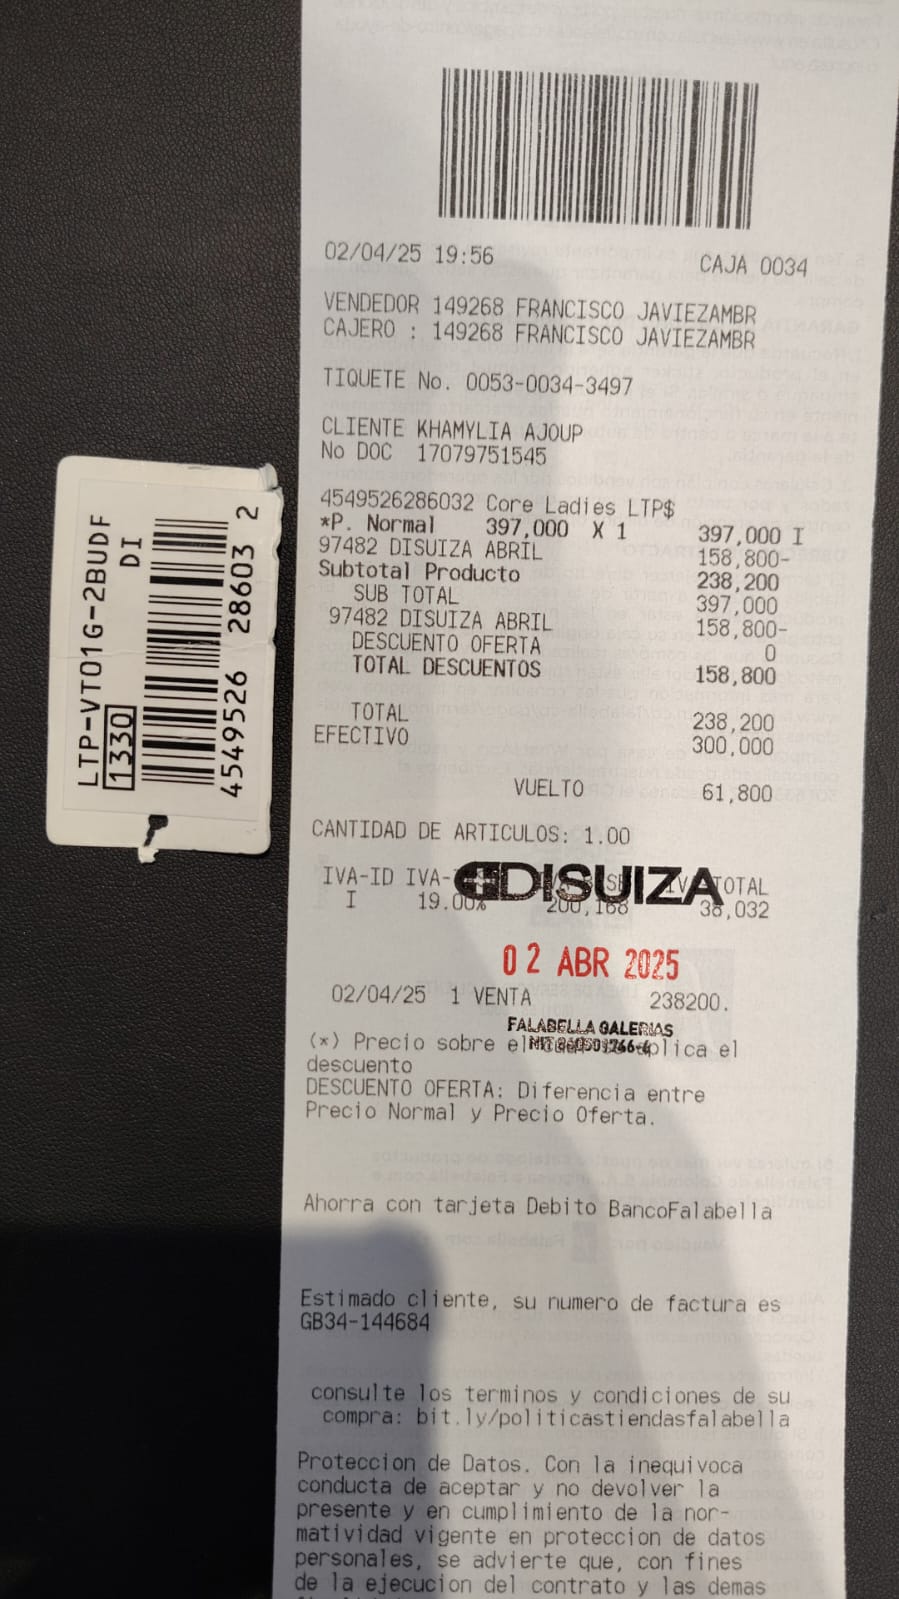 02/04/25 19:56 CAJA 0034
VENDEDOR 149268 FRANCISCO JAVIEZAMBR
CAJERO : 149268 FRANCISCO JAVIEZAMBR
TIQUETE No. 0053-0034-3497
CLIENTE KHAMYLIA AJOUP
No DOC 17079751545
4549526286032 Core Ladies LTP$
*P. Normal 397,000 X 1 397,000 I
97482 DISUIZA ABRIL 158,800-
Subtotal Producto 238,200
SUB TOTAL 397,000
97482 DISUIZA ABRIL 158,800-
DESCUENTO OFERTA 0
TOTAL DESCUENTOS 158,800
TOTAL 238,200
EFECTIVO 300,000
VUELTO 61,800
CANTIDAD DE ARTICULOS: 1.00
IVA-ID IVA- TOTAL
DISUIZA
I 19.00% 200,168 38,032
02 ABR 2025
02/04/25 1 VENTA 238200.
FALABELLA GALERIAS
(*) Precio sobre el aplica el
descuento
DESCUENTO OFERTA: Diferencia entre
Precio Normal y Precio Oferta.
Ahorra con tarjeta Debito BancoFalabella
Estimado cliente, su numero de factura es
GB34-144684
consulte los terminos y condiciones de su
compra: bit.ly/politicastiendasfalabella
Proteccion de Datos. Con la inequivoca
conducta de aceptar y no devolver la
presente y en cumplimiento de la nor-
matividad vigente en proteccion de datos
personales, se advierte que, con fines
de la ejecucion del contrato y las demas
LTP-VT01G-2BUDF
DI
1330
4549526 28603 2